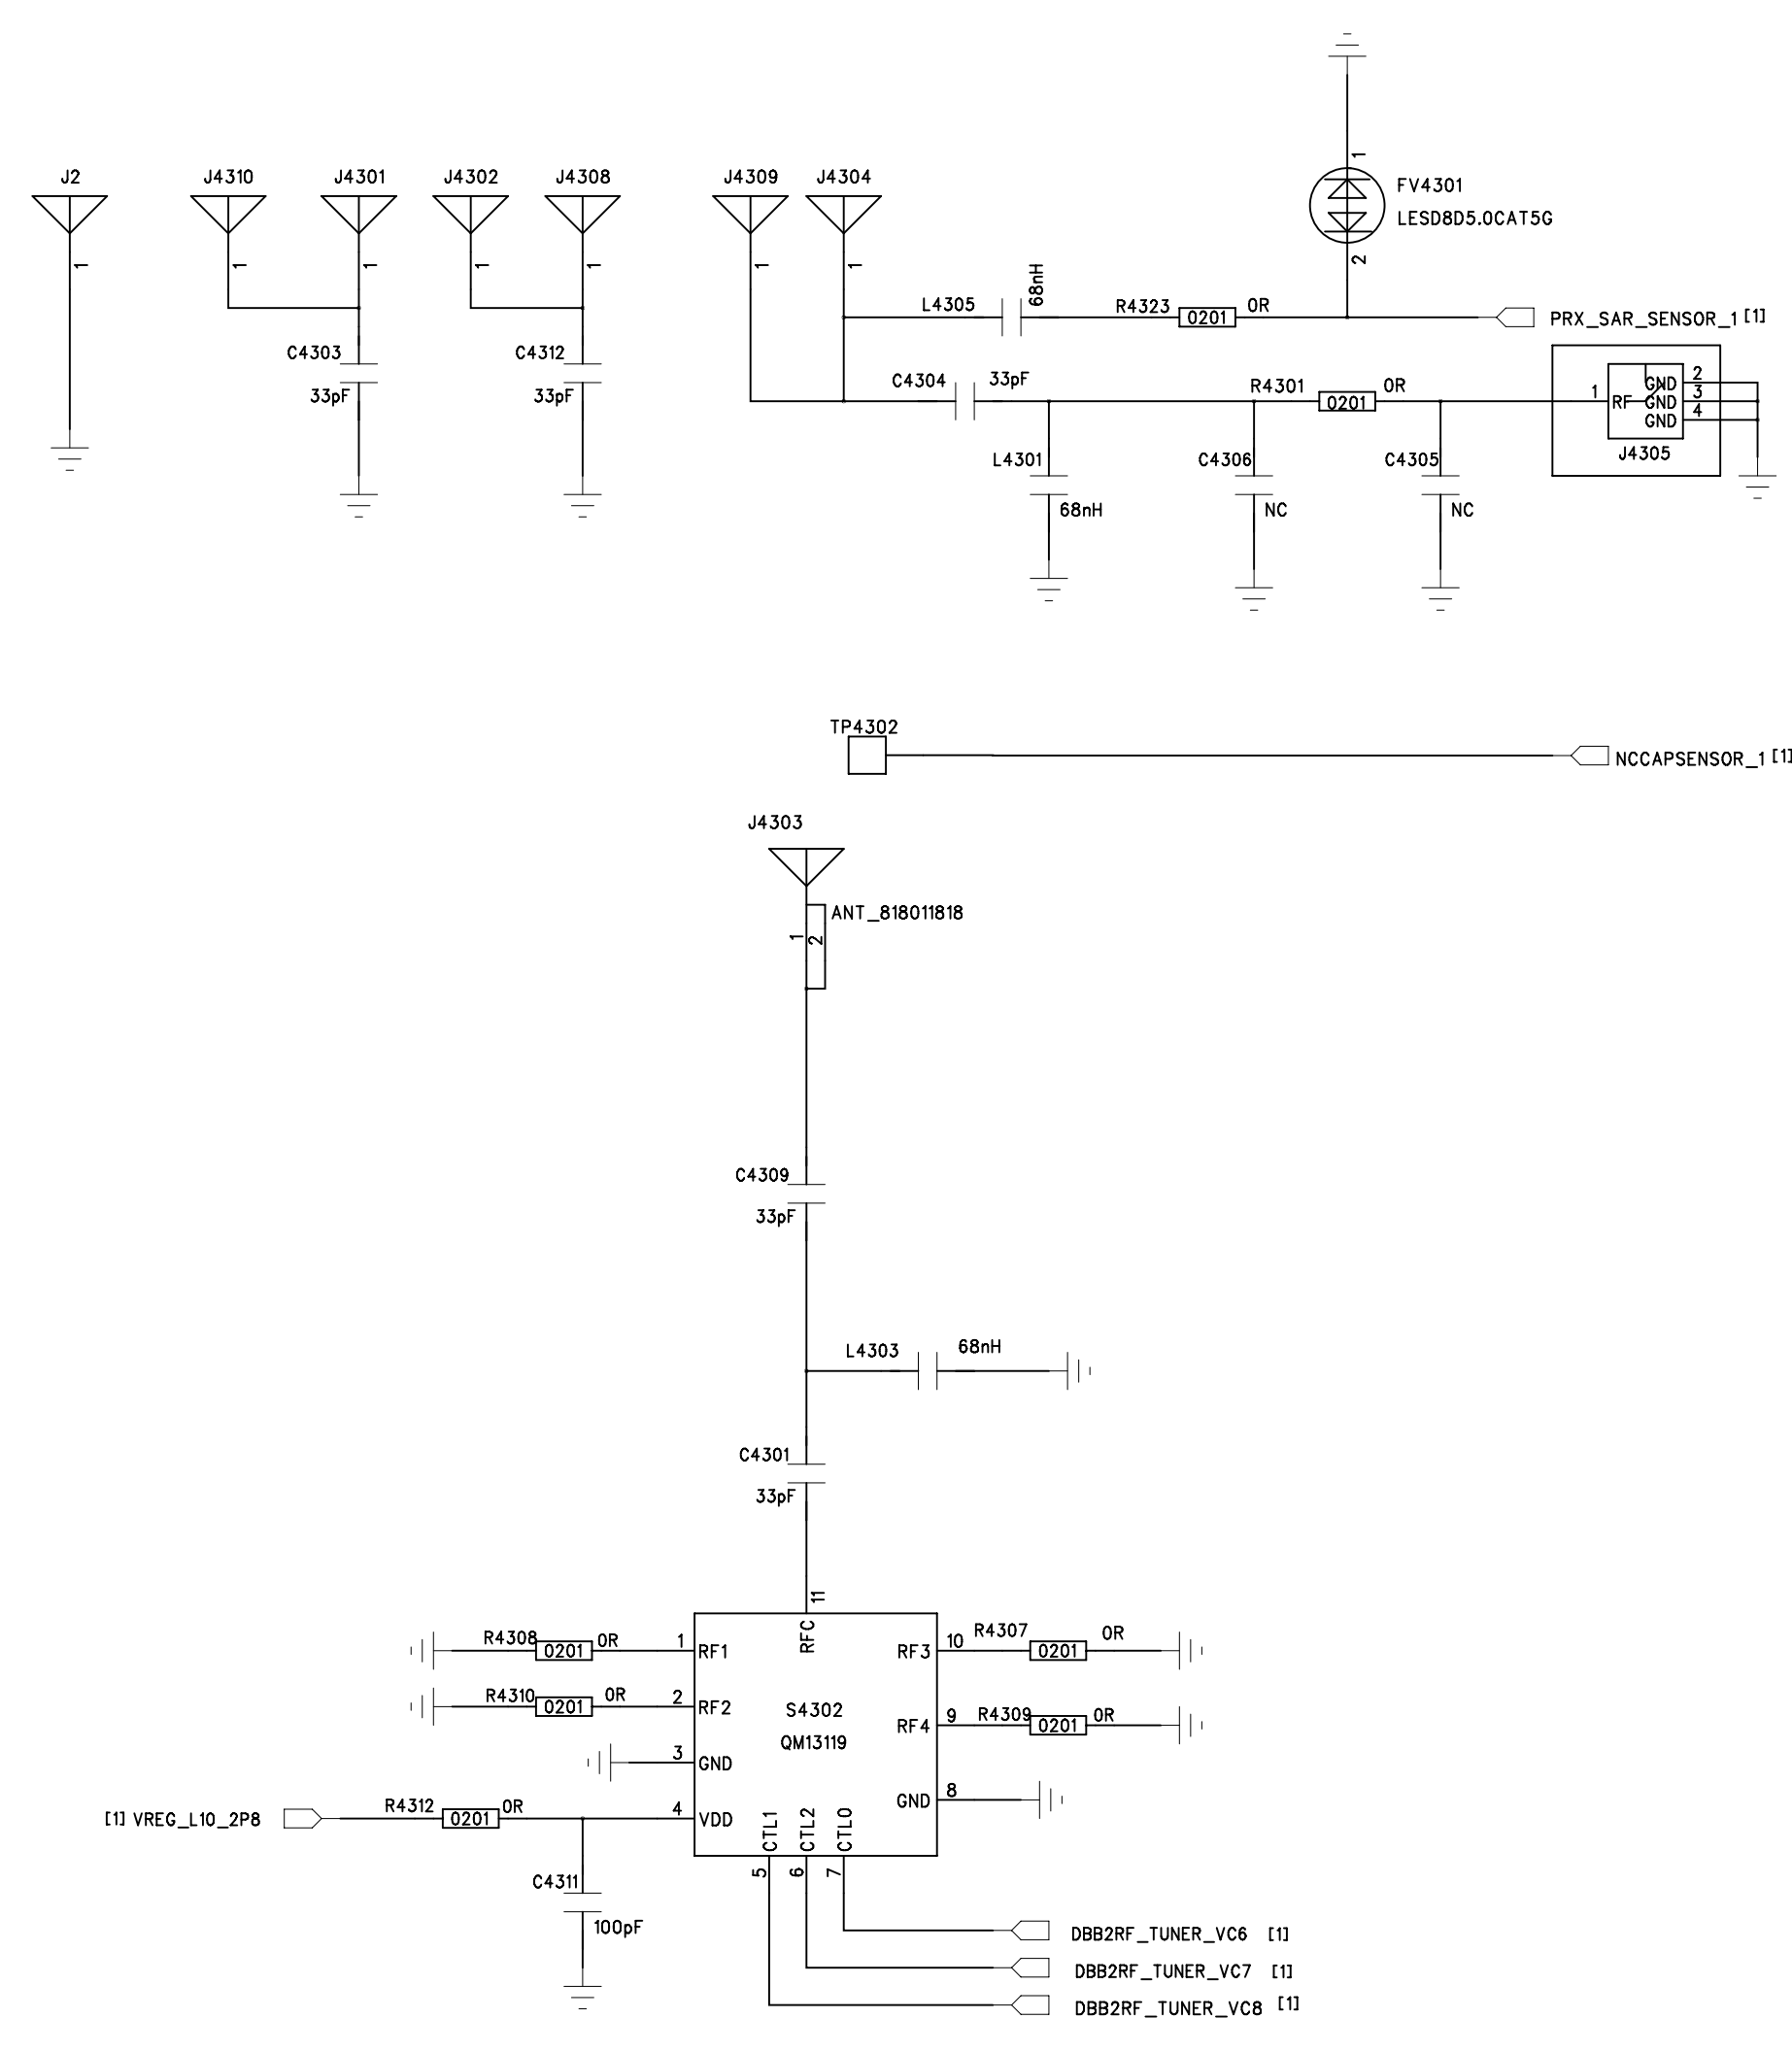 J2
J4310
J4301
J4302
J4308
J4309
J4304
1
1
1
1
1
1
1
1
FV4301
LESD8D5.0CAT5G
2
L4305
68nH
R4323
0201
0R
PRX_SAR_SENSOR_1 [1]
C4303
33pF
C4312
33pF
C4304
33pF
R4301
0201
0R
1
RF
GND
2
GND
3
GND
4
J4305
L4301
68nH
C4306
NC
C4305
NC
TP4302
NCCAPSENSOR_1 [1]
J4303
ANT_818011818
1
2
C4309
33pF
L4303
68nH
C4301
33pF
11
RFC
R4308
0201
0R
1
RF1
R4310
0201
0R
2
RF2
3
GND
[1] VREG_L10_2P8
R4312
0201
0R
4
VDD
S4302
QM13119
RF3
10
R4307
0201
0R
RF4
9
R4309
0201
0R
GND
8
CTL1
CTL2
CTL0
5
6
7
C4311
100pF
DBB2RF_TUNER_VC6 [1]
DBB2RF_TUNER_VC7 [1]
DBB2RF_TUNER_VC8 [1]